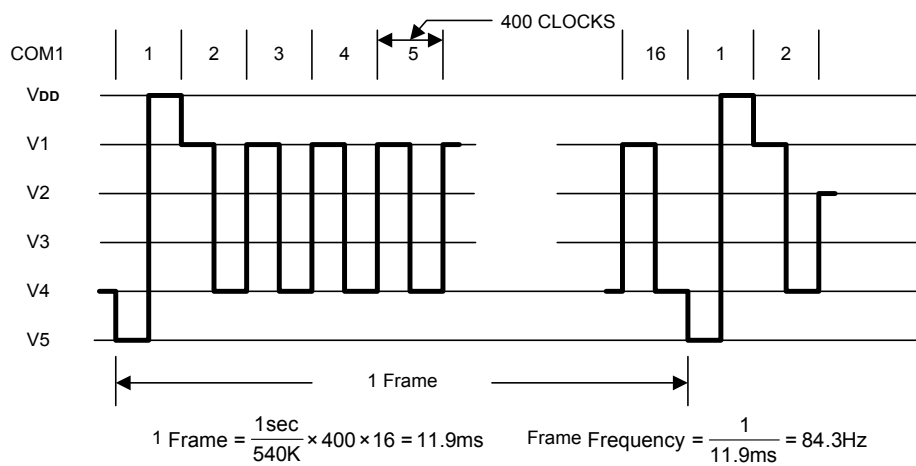 400 CLOCKS
COM1 1 2 3 4 5 16 1 2
VDD
V1
V2
V3
V4
V5
1 Frame
1 Frame = 1sec / 540K × 400 × 16 = 11.9ms Frame Frequency = 1 / 11.9ms = 84.3Hz